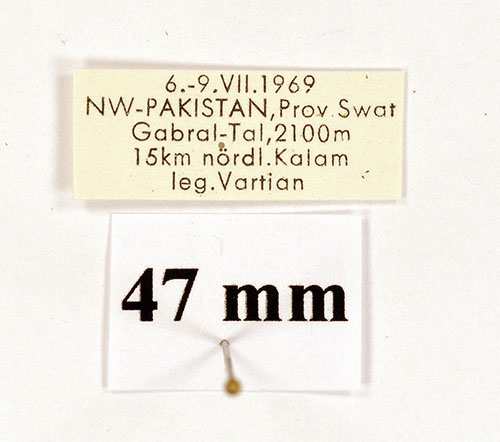 6.-9.VII.1969
NW-PAKISTAN,Prov.Swat
Gabral-Tal,2100m
15km nördl.Kalam
leg.Vartian
47 mm